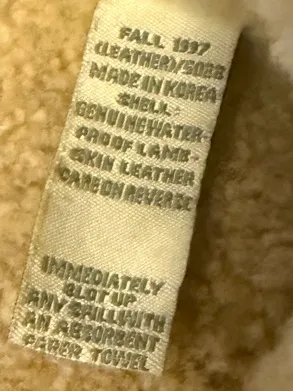 FALL 1997
(LEATHER)/5088
MADE IN KOREA
SHELL-
GENUINE WATER-
PROOF LAMB-
SKIN LEATHER
CARE ON REVERSE
IMMEDIATELY
BLOT UP
ANY SPILL WITH
AN ABSORBENT
PAPER TOWEL